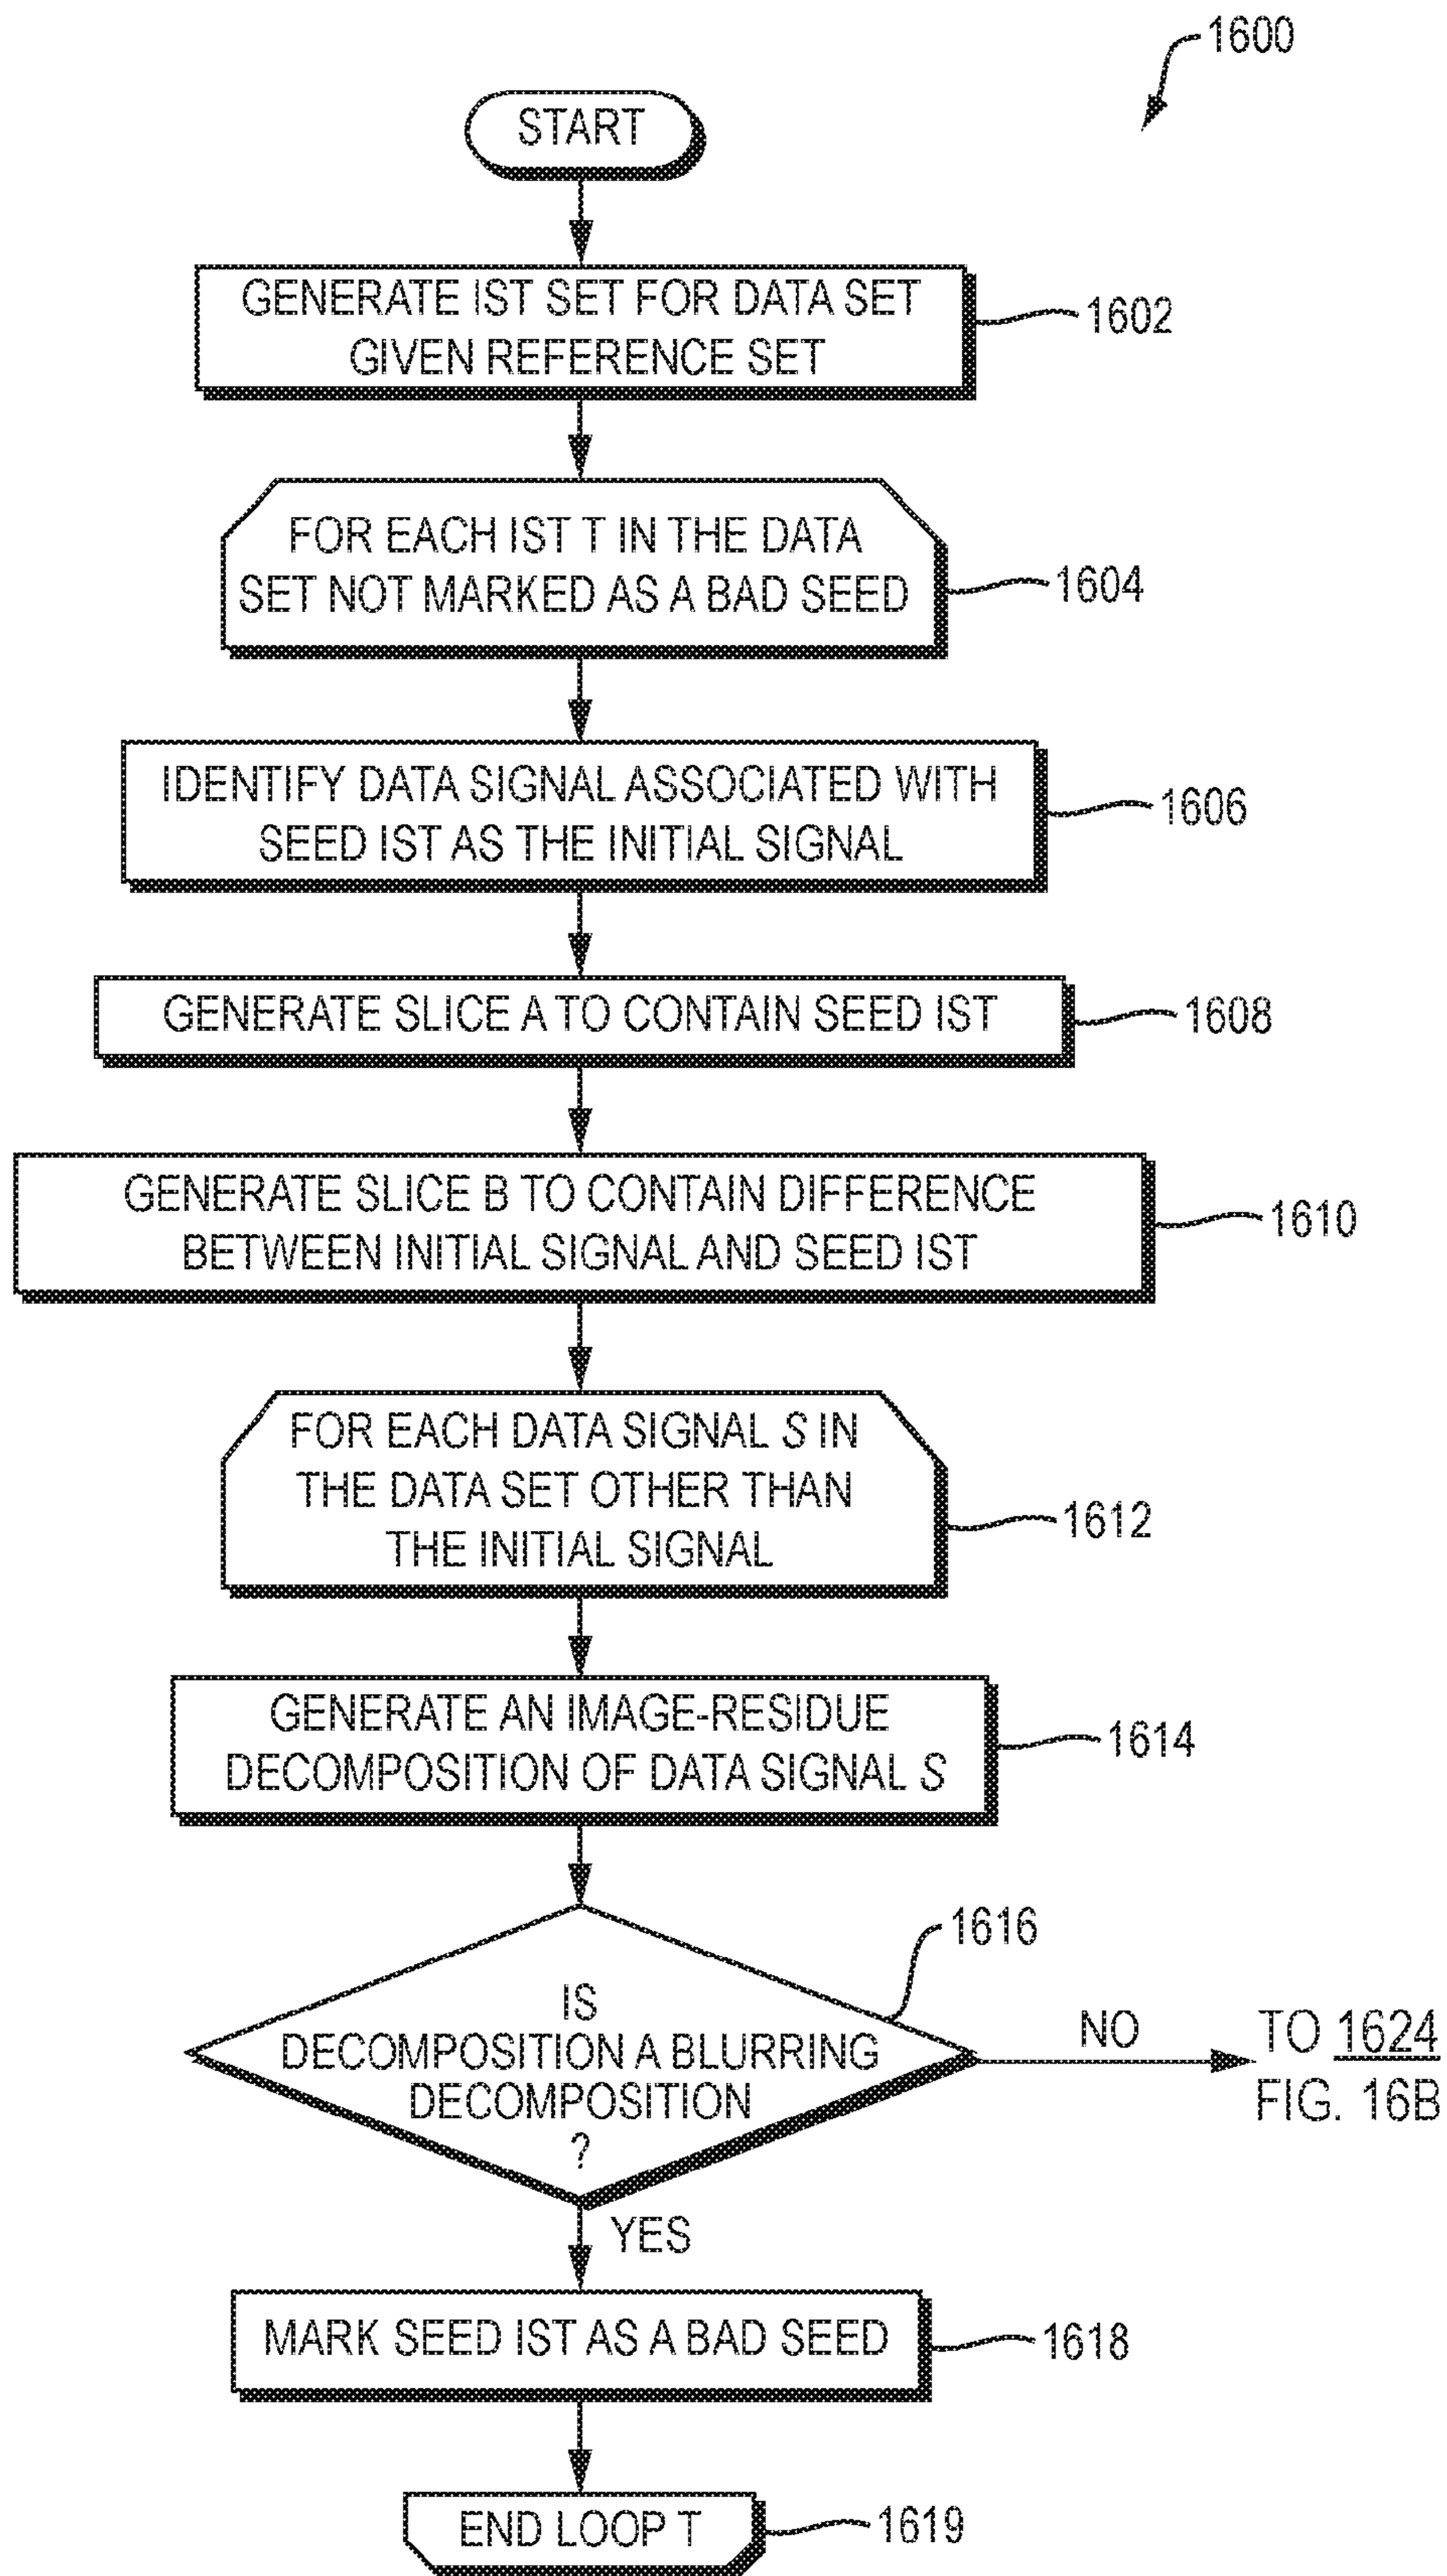 1600
START
GENERATE IST SET FOR DATA SET
GIVEN REFERENCE SET
1602
FOR EACH IST T IN THE DATA
SET NOT MARKED AS A BAD SEED
1604
IDENTIFY DATA SIGNAL ASSOCIATED WITH
SEED IST AS THE INITIAL SIGNAL
1606
GENERATE SLICE A TO CONTAIN SEED IST
1608
GENERATE SLICE B TO CONTAIN DIFFERENCE
BETWEEN INITIAL SIGNAL AND SEED IST
1610
FOR EACH DATA SIGNAL S IN
THE DATA SET OTHER THAN
THE INITIAL SIGNAL
1612
GENERATE AN IMAGE-RESIDUE
DECOMPOSITION OF DATA SIGNAL S
1614
1616
IS
DECOMPOSITION A BLURRING
DECOMPOSITION
?
NO
TO 1624
FIG. 16B
YES
MARK SEED IST AS A BAD SEED
1618
END LOOP T
1619